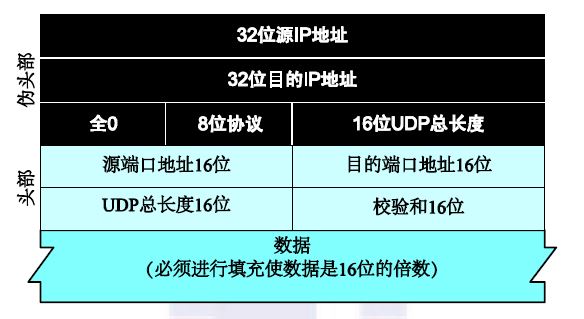 伪头部
32位源IP地址
32位目的IP地址
全0 8位协议 16位UDP总长度
头部
源端口地址16位 目的端口地址16位
UDP总长度16位 校验和16位
数据
(必须进行填充使数据是16位的倍数)